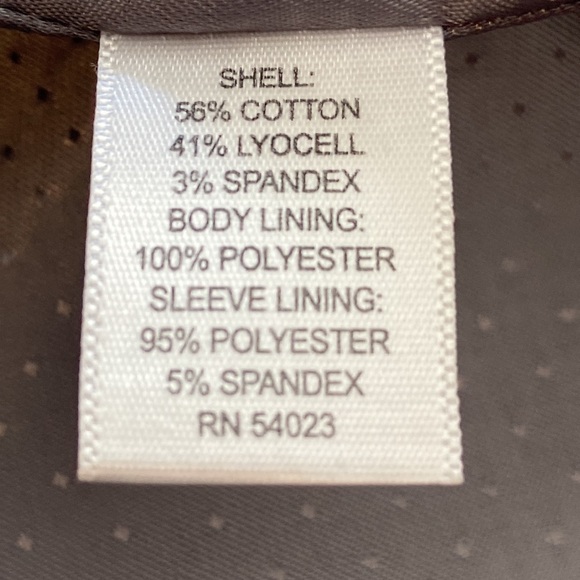 SHELL:
56% COTTON
41% LYOCELL
3% SPANDEX
BODY LINING:
100% POLYESTER
SLEEVE LINING:
95% POLYESTER
5% SPANDEX
RN 54023